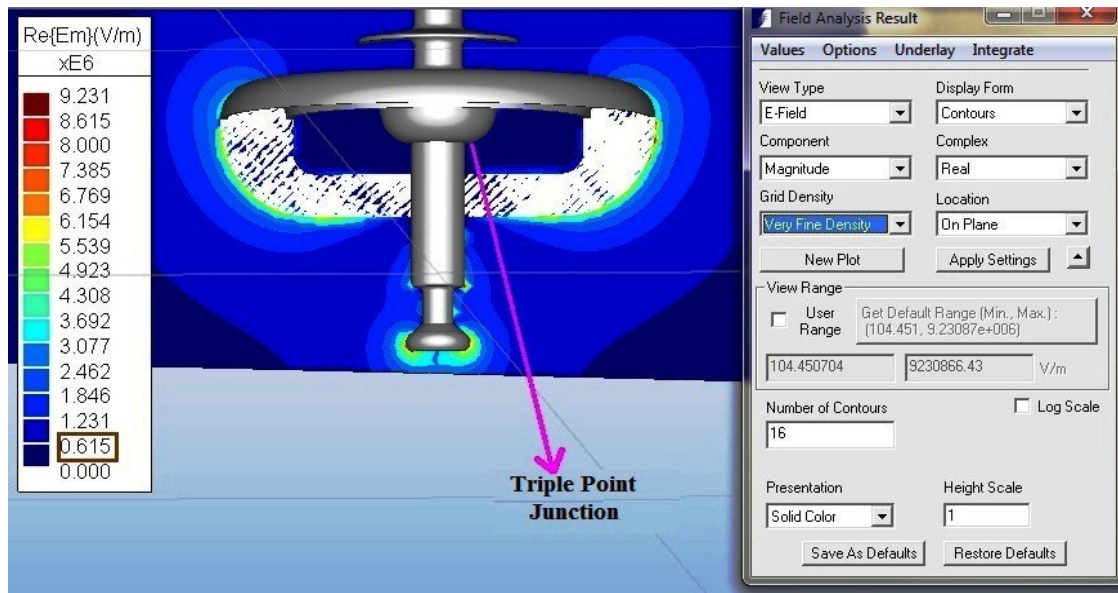 Re{Em}(V/m)
xE6
9.231
8.615
8.000
7.385
6.769
6.154
5.539
4.923
4.308
3.692
3.077
2.462
1.846
1.231
0.615
0.000
Triple Point
Junction
Field Analysis Result
Values Options Underlay Integrate
View Type Display Form
E-Field Contours
Component Complex
Magnitude Real
Grid Density Location
Very Fine Density On Plane
New Plot Apply Settings
View Range
User Range
Get Default Range (Min., Max.) :
(104.451, 9.23087e+006)
104.450704 9230866.43 V/m
Number of Contours Log Scale
16
Presentation Height Scale
Solid Color 1
Save As Defaults Restore Defaults